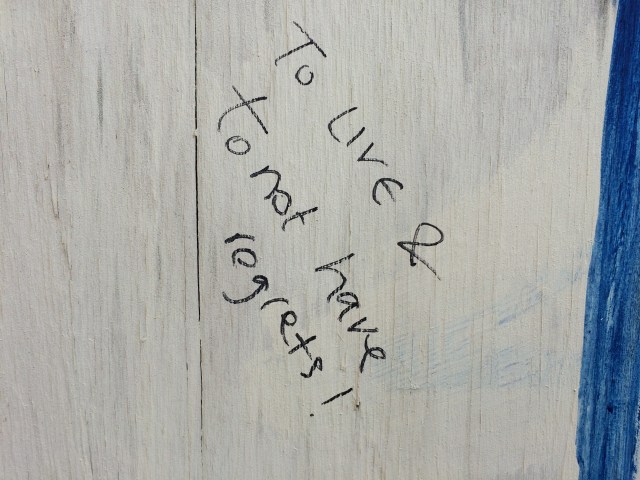 To Live &
to not have
regrets!